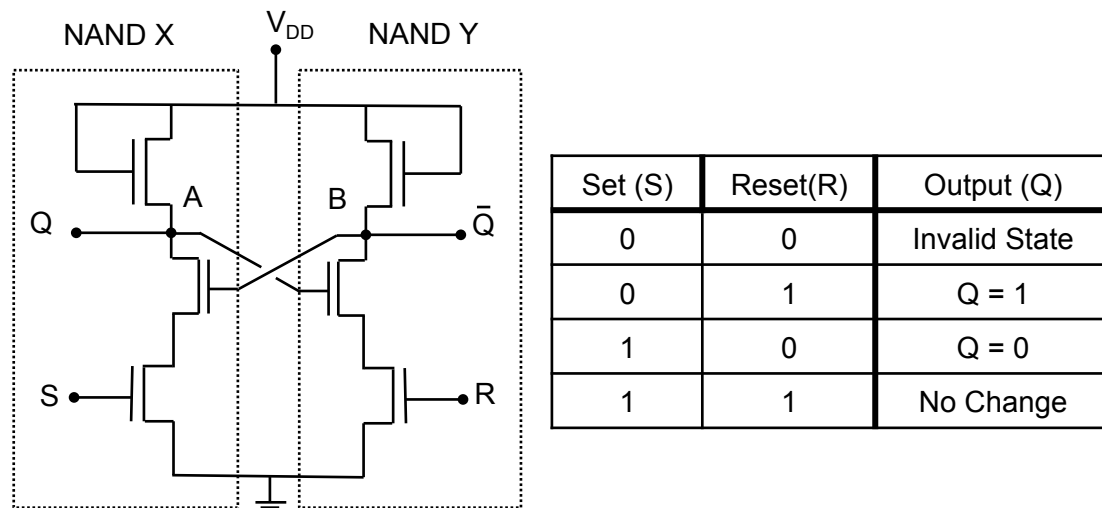 NAND X
V_DD
NAND Y
A
B
Q
Q̄
S
R
Set (S) Reset(R) Output (Q)
0 0 Invalid State
0 1 Q = 1
1 0 Q = 0
1 1 No Change